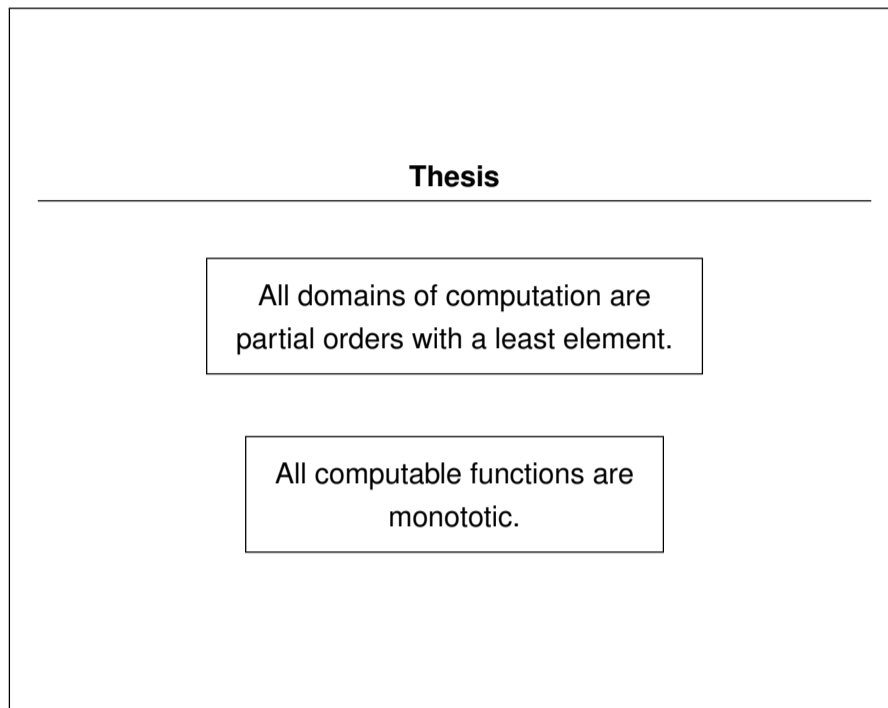 Thesis
All domains of computation are
partial orders with a least element.
All computable functions are
monototic.